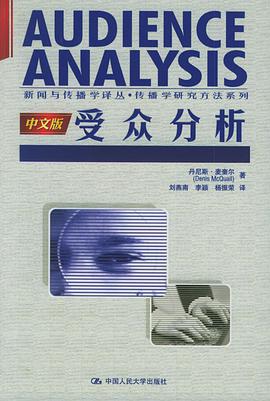 AUDIENCE
ANALYSIS
新闻与传播学译丛·传播学研究方法系列
中文版
受众分析
丹尼斯·麦奎尔
(Denis McQuail) 著
刘燕南 李颖 杨振荣 译
中国人民大学出版社